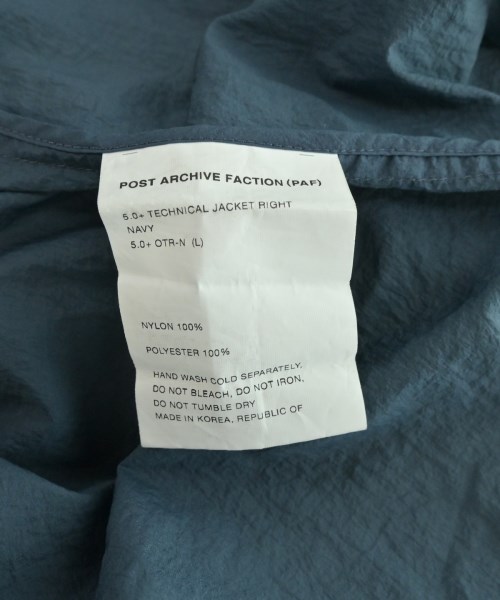 POST ARCHIVE FACTION (PAF)
5.0+ TECHNICAL JACKET RIGHT
NAVY
5.0+ OTR-N (L)
NYLON 100%
POLYESTER 100%
HAND WASH COLD SEPARATELY.
DO NOT BLEACH. DO NOT IRON.
DO NOT TUMBLE DRY
MADE IN KOREA, REPUBLIC OF